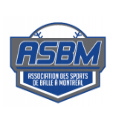 ASBM
ASSOCIATION DES SPORTS
DE BALLE À MONTRÉAL